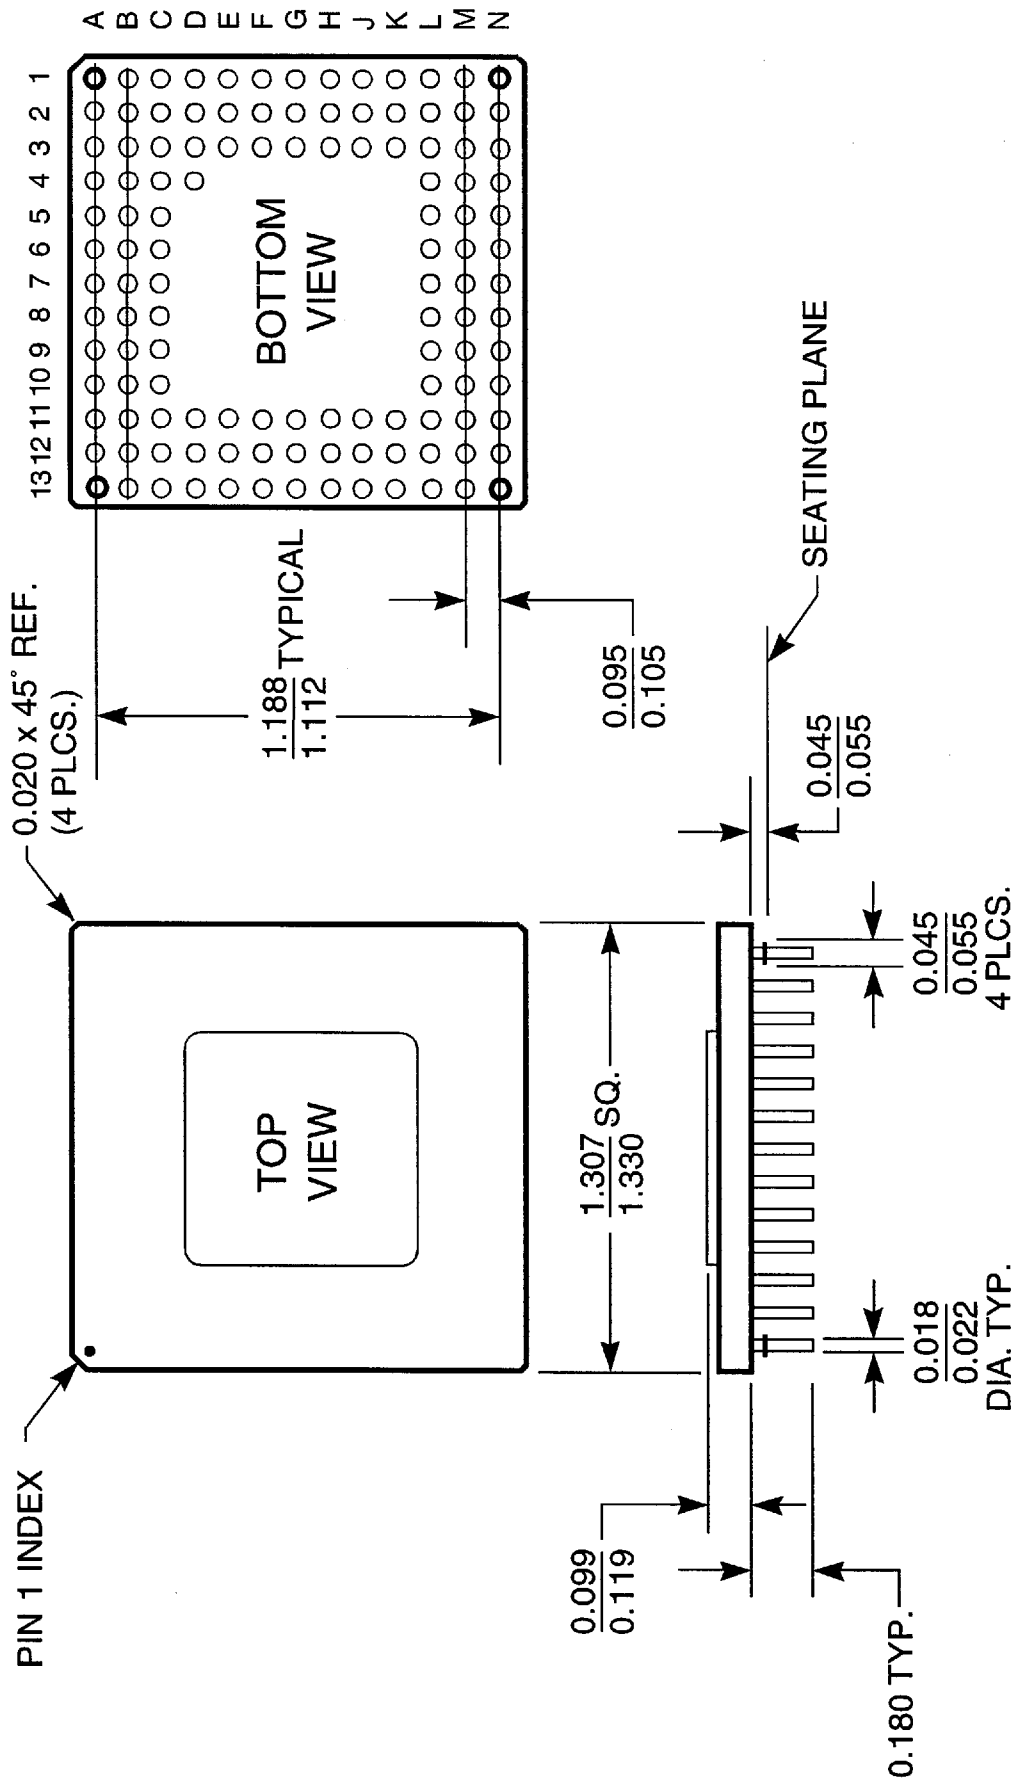 PIN 1 INDEX
0.020 x 45° REF.
(4 PLCS.)
TOP
VIEW
13 12 11 10 9 8 7 6 5 4 3 2 1
A
B
C
D
E
F
G
H
J
K
L
M
N
BOTTOM
VIEW
1.188 TYPICAL
1.112
0.095
0.105
1.307 SQ.
1.330
0.099
0.119
0.180 TYP.
0.018
0.022
DIA. TYP.
0.045
0.055
4 PLCS.
0.045
0.055
SEATING PLANE